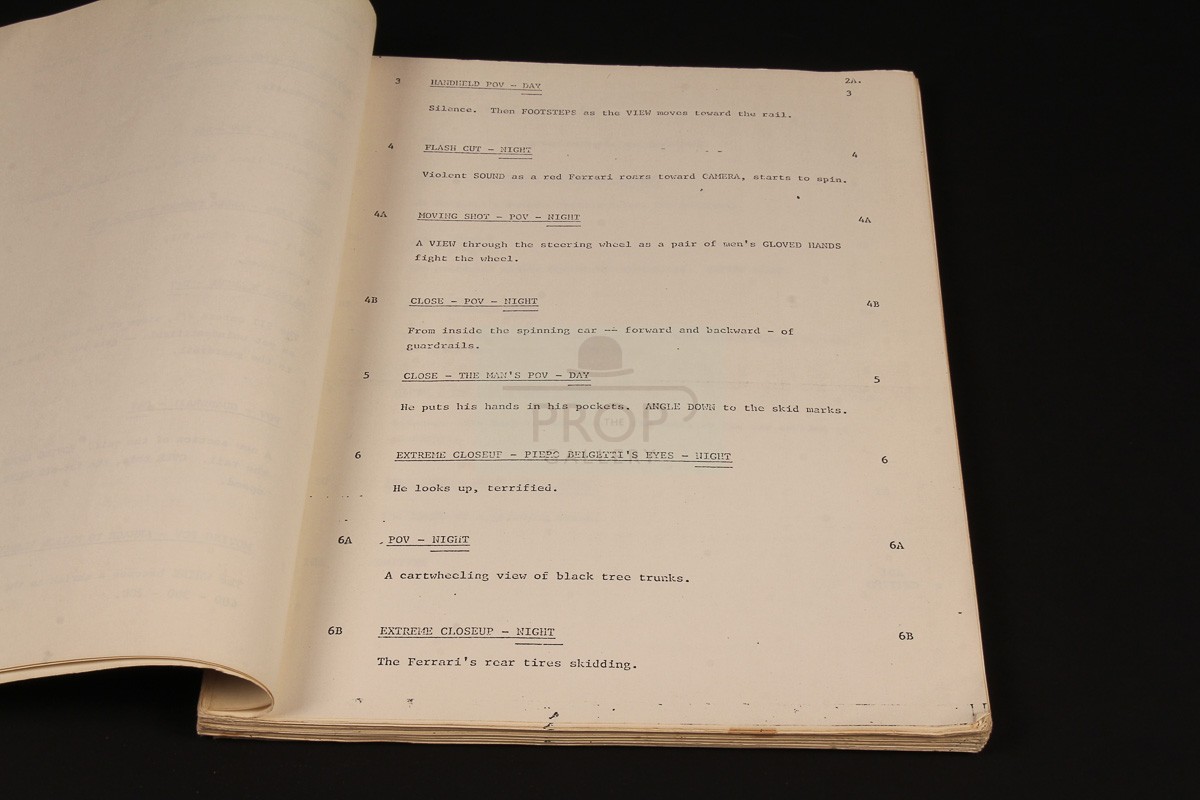 2A.
3 HANDHELD POV - DAY 3
Silence. Then FOOTSTEPS as the VIEW moves toward the rail.
4 FLASH CUT - NIGHT 4
Violent SOUND as a red Ferrari roars toward CAMERA, starts to spin.
4A MOVING SHOT - POV - NIGHT 4A
A VIEW through the steering wheel as a pair of men's GLOVED HANDS
fight the wheel.
4B CLOSE - POV - NIGHT 4B
From inside the spinning car -- forward and backward - of
guardrails.
5 CLOSE - THE MAN'S POV - DAY 5
He puts his hands in his pockets. ANGLE DOWN to the skid marks.
THE
PROP
GALLERY
6 EXTREME CLOSEUP - PIERO BELGETTI'S EYES - NIGHT 6
He looks up, terrified.
6A POV - NIGHT 6A
A cartwheeling view of black tree trunks.
6B EXTREME CLOSEUP - NIGHT 6B
The Ferrari's rear tires skidding.